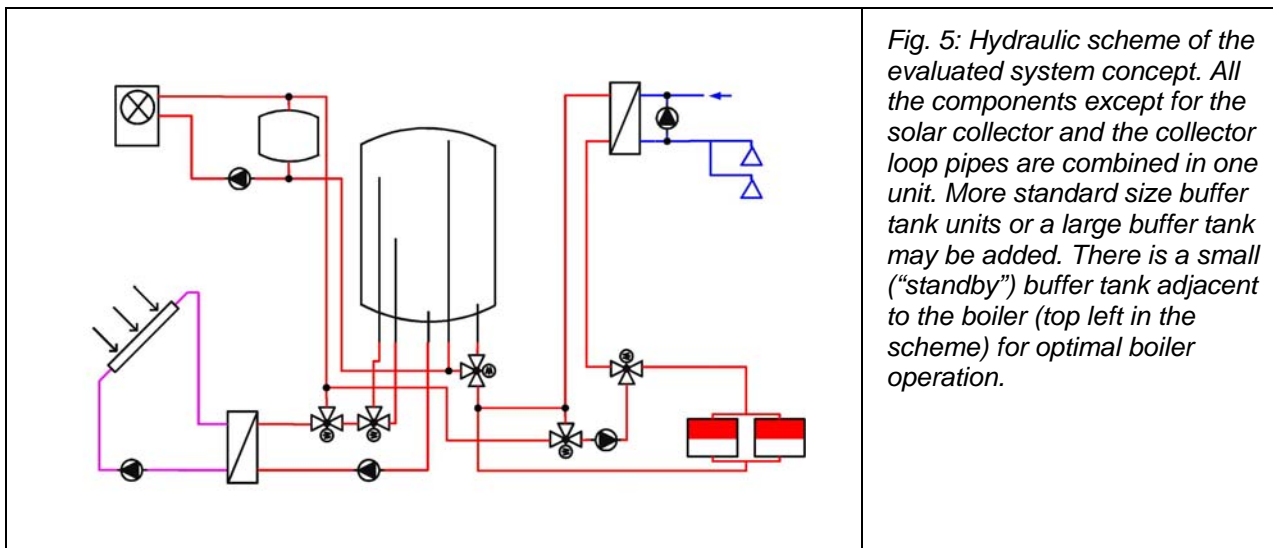 Fig. 5: Hydraulic scheme of the
evaluated system concept. All
the components except for the
solar collector and the collector
loop pipes are combined in one
unit. More standard size buffer
tank units or a large buffer tank
may be added. There is a small
(“standby”) buffer tank adjacent
to the boiler (top left in the
scheme) for optimal boiler
operation.